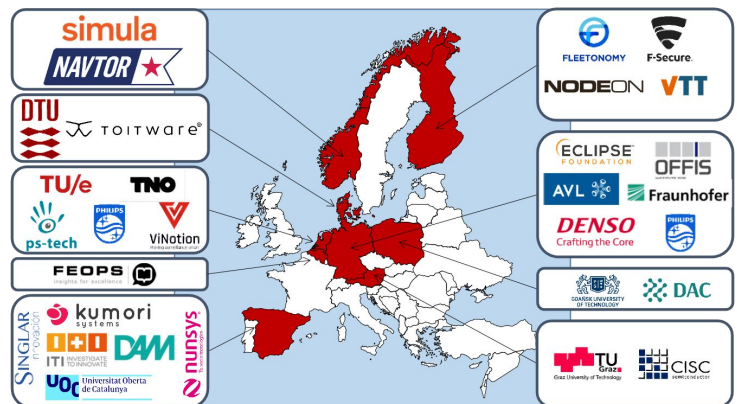 simula
NAVTOR
DTU
TOITWARE®
TU/e
TNO
ps-tech
PHILIPS
ViNotion
FEOPS
insights for excellence
SINGLAR
innovación
kumori
systems
ITI
INVESTIGATE
TO INNOVATE
DAM
UOC
Universitat Oberta
de Catalunya
nunsys
FLEETONOMY
F-Secure.
NODEON
VTT
ECLIPSE
FOUNDATION
OFFIS
AVL
Fraunhofer
DENSO
Crafting the Core
PHILIPS
GDAŃSK UNIVERSITY
OF TECHNOLOGY
DAC
TU
Graz
Graz University of Technology
CISC
SEMICONDUCTOR